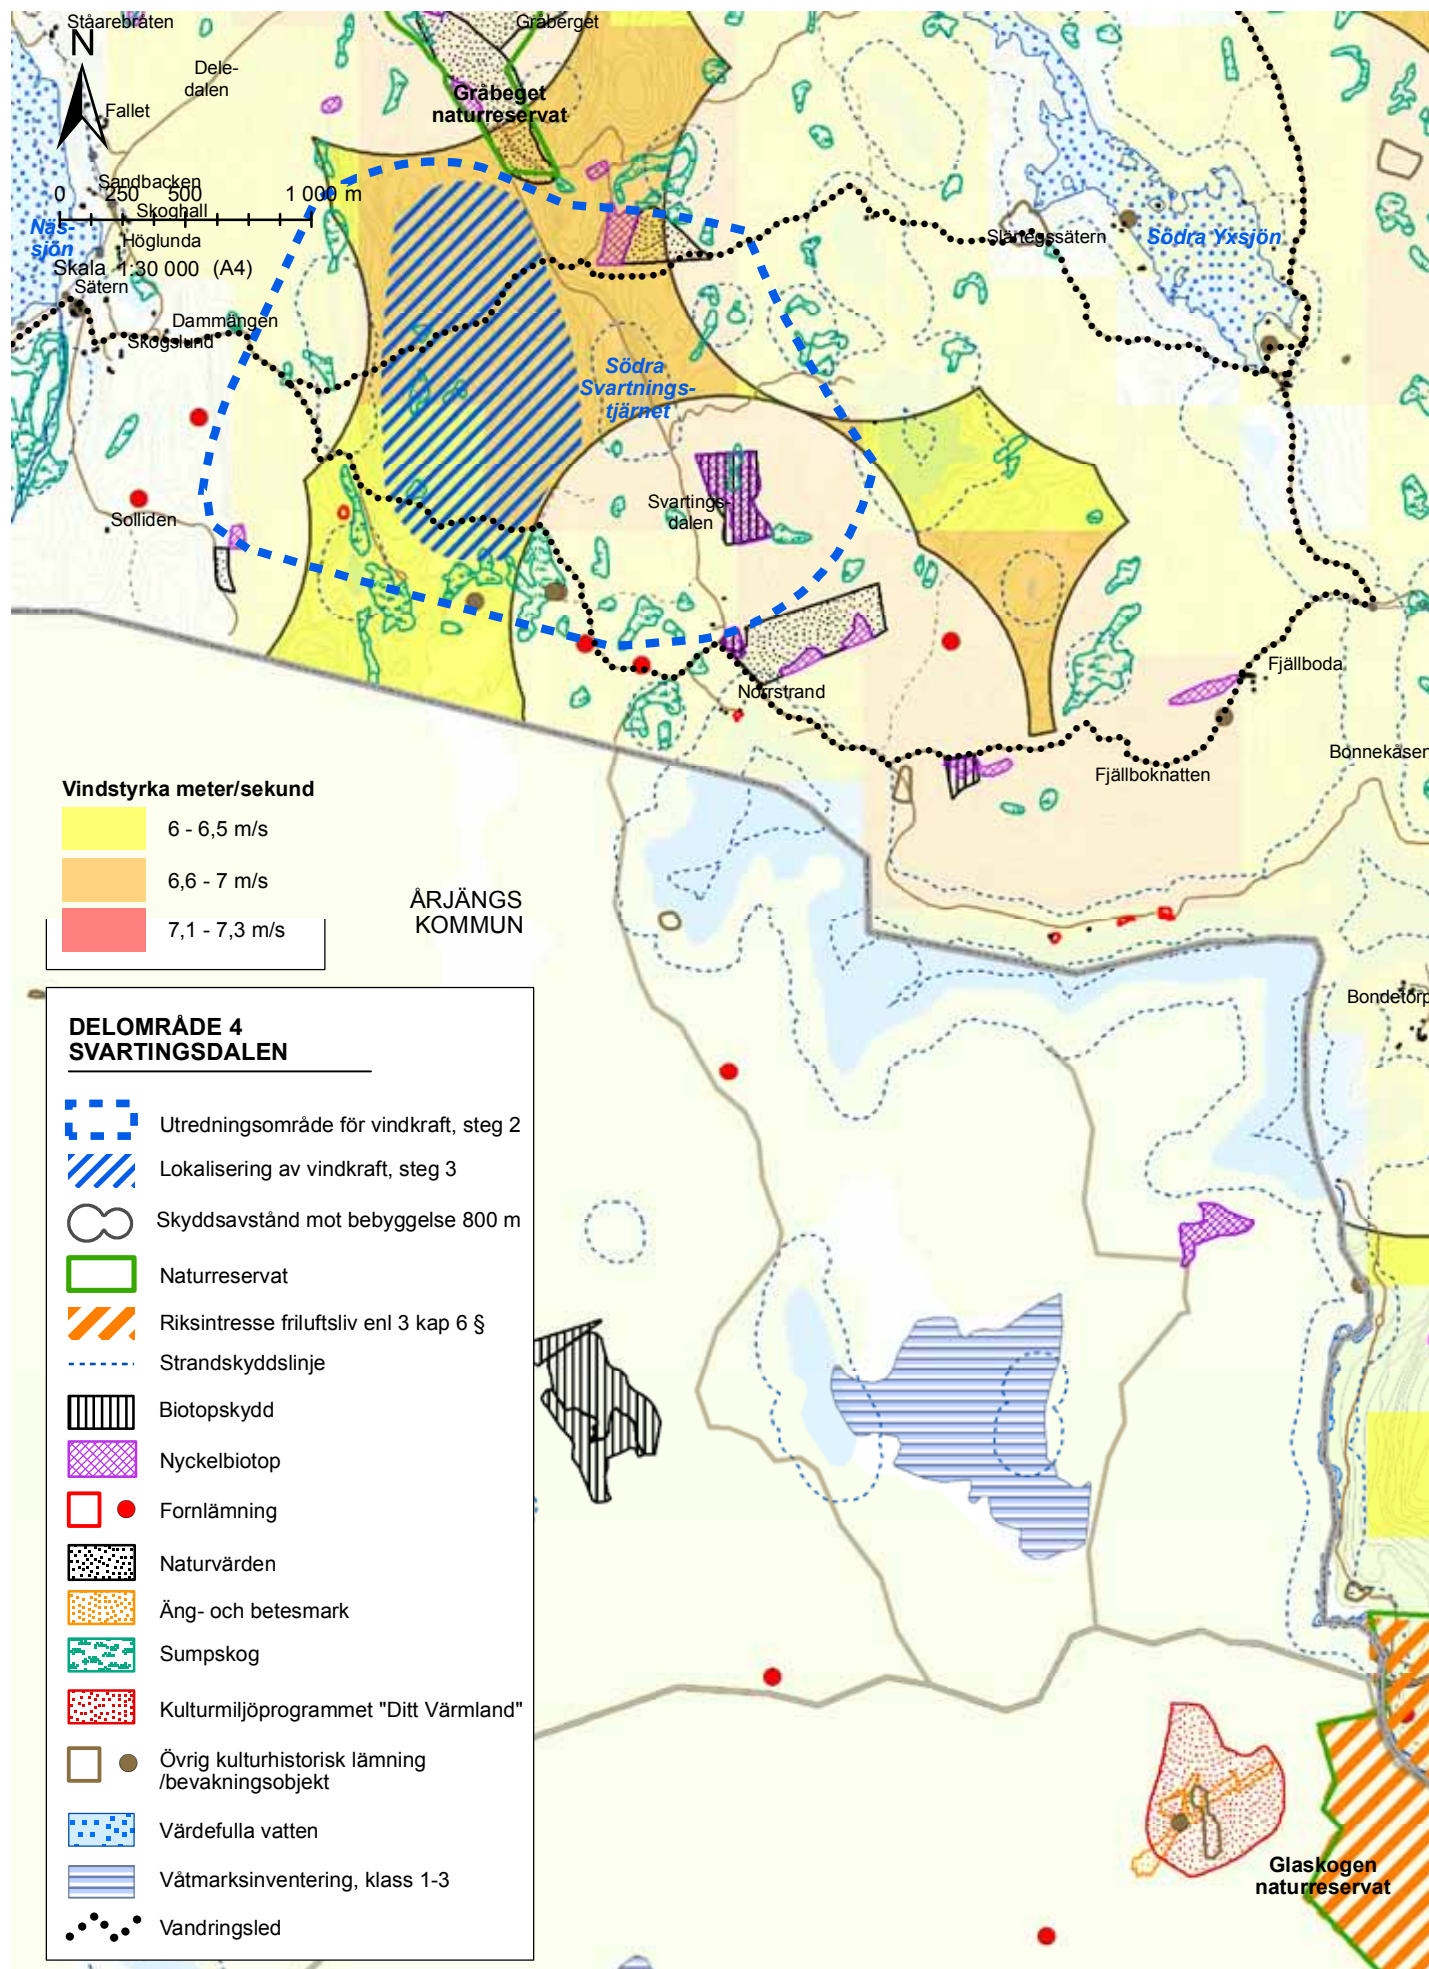 Ståarebråten
Gråberget
N
Dele-
dalen
Gråbeget
naturreservat
Fallet
Sandbacken
0 250 500 1 000 m
Skoghall
Näs-
sjön
Höglunda
Skala 1:30 000 (A4)
Sätern
Slärtegssätern
Södra Yxsjön
Dammängen
Skogslund
Södra
Svartnings-
tjärnet
Svartings-
dalen
Solliden
Norrstrand
Fjällboda
Bonnekåsen
Fjällboknatten
Vindstyrka meter/sekund
6 - 6,5 m/s
6,6 - 7 m/s
7,1 - 7,3 m/s
ÅRJÄNGS
KOMMUN
Bondetorp
DELOMRÅDE 4
SVARTINGSDALEN
Utredningsområde för vindkraft, steg 2
Lokalisering av vindkraft, steg 3
Skyddsavstånd mot bebyggelse 800 m
Naturreservat
Riksintresse friluftsliv enl 3 kap 6 §
Strandskyddslinje
Biotopskydd
Nyckelbiotop
Fornlämning
Naturvärden
Äng- och betesmark
Sumpskog
Kulturmiljöprogrammet "Ditt Värmland"
Övrig kulturhistorisk lämning
/bevakningsobjekt
Värdefulla vatten
Våtmarksinventering, klass 1-3
Vandringsled
Glaskogen
naturreservat